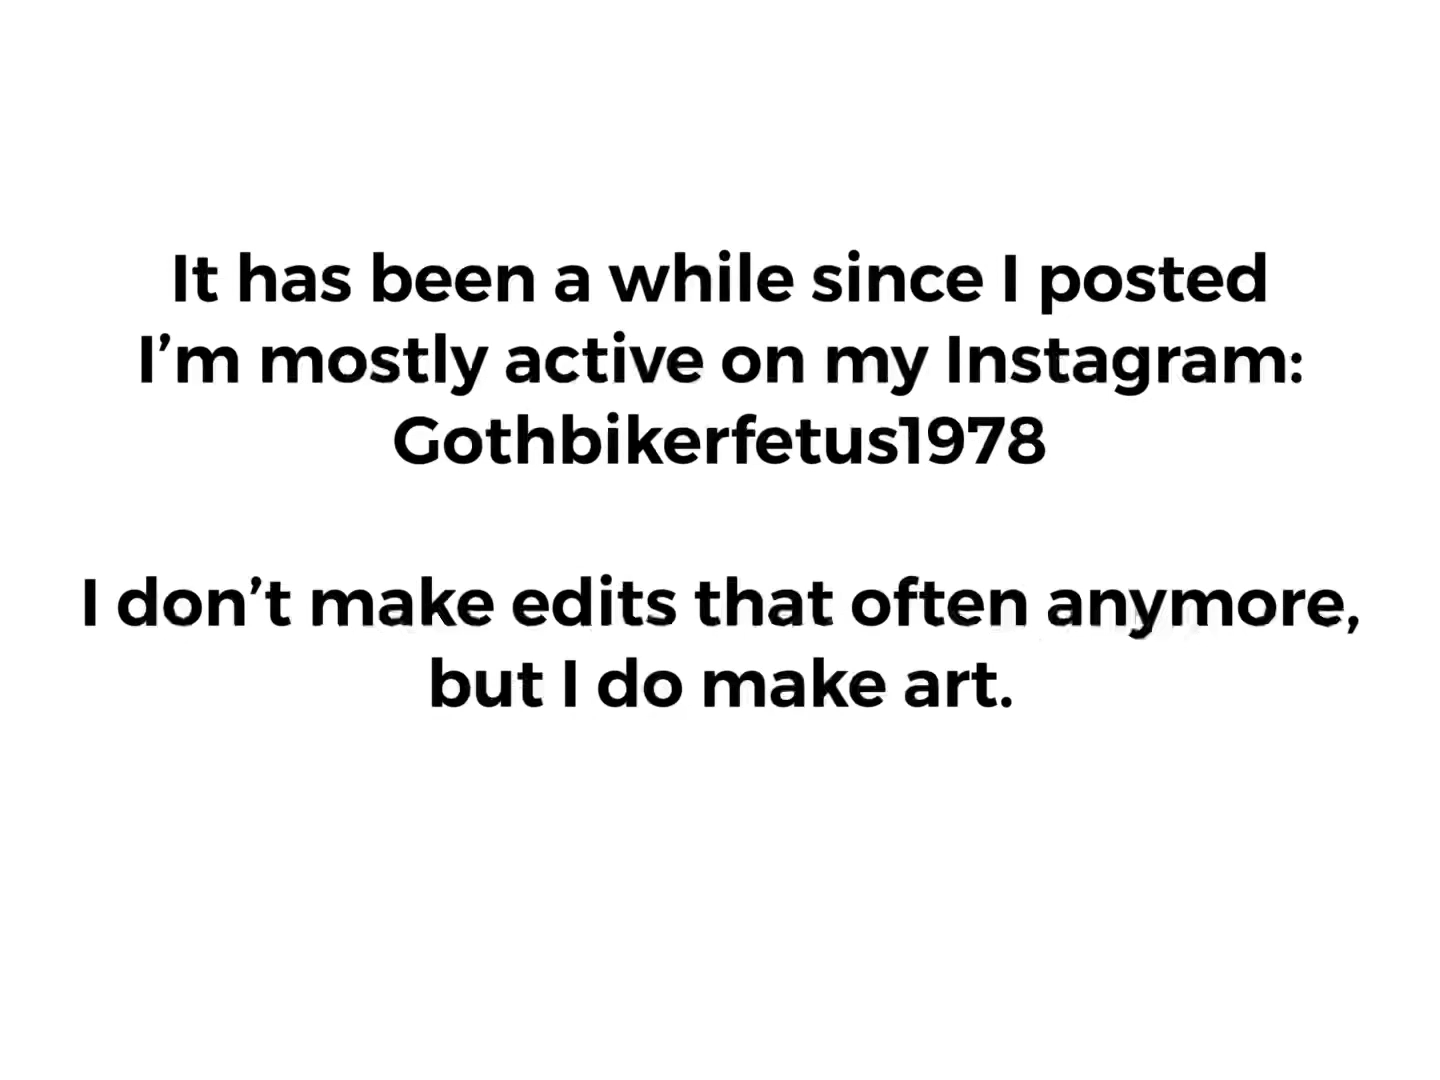 It has been a while since I posted
I’m mostly active on my Instagram:
Gothbikerfetus1978
I don’t make edits that often anymore,
but I do make art.